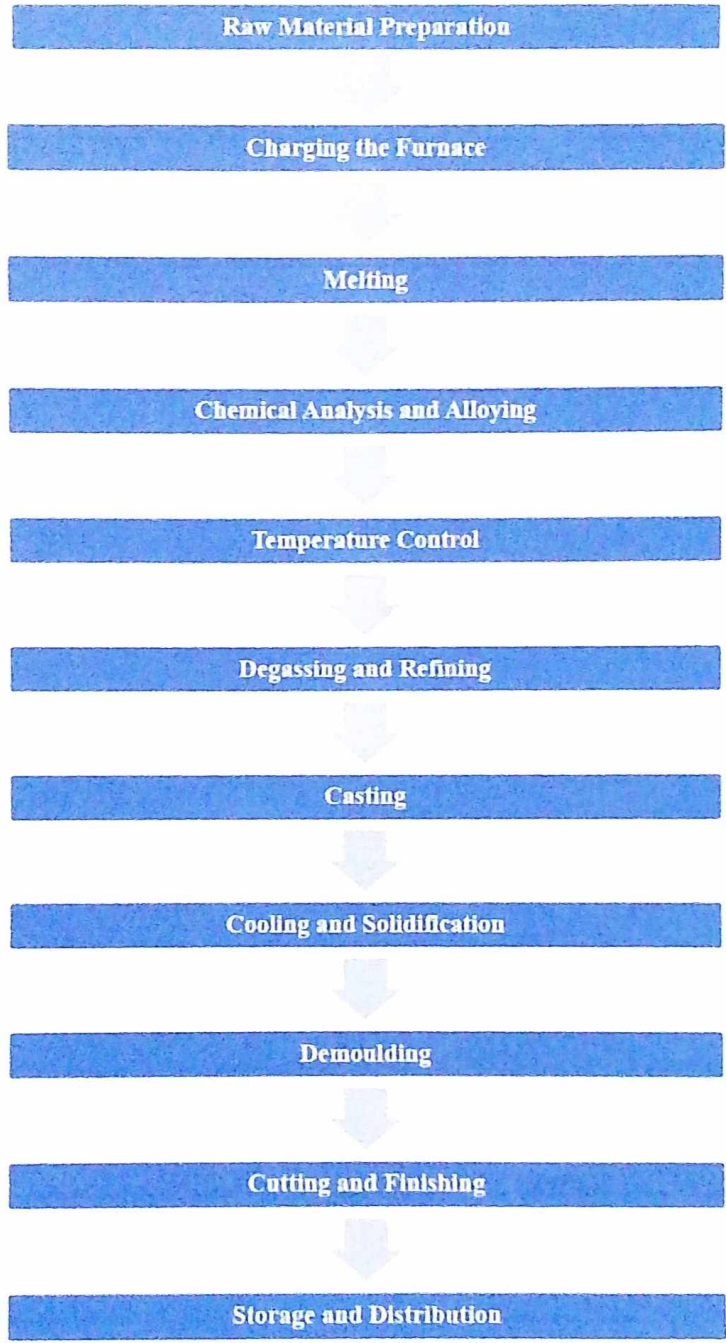 Raw Material Preparation
Charging the Furnace
Melting
Chemical Analysis and Alloying
Temperature Control
Degassing and Refining
Casting
Cooling and Solidification
Demoulding
Cutting and Finishing
Storage and Distribution